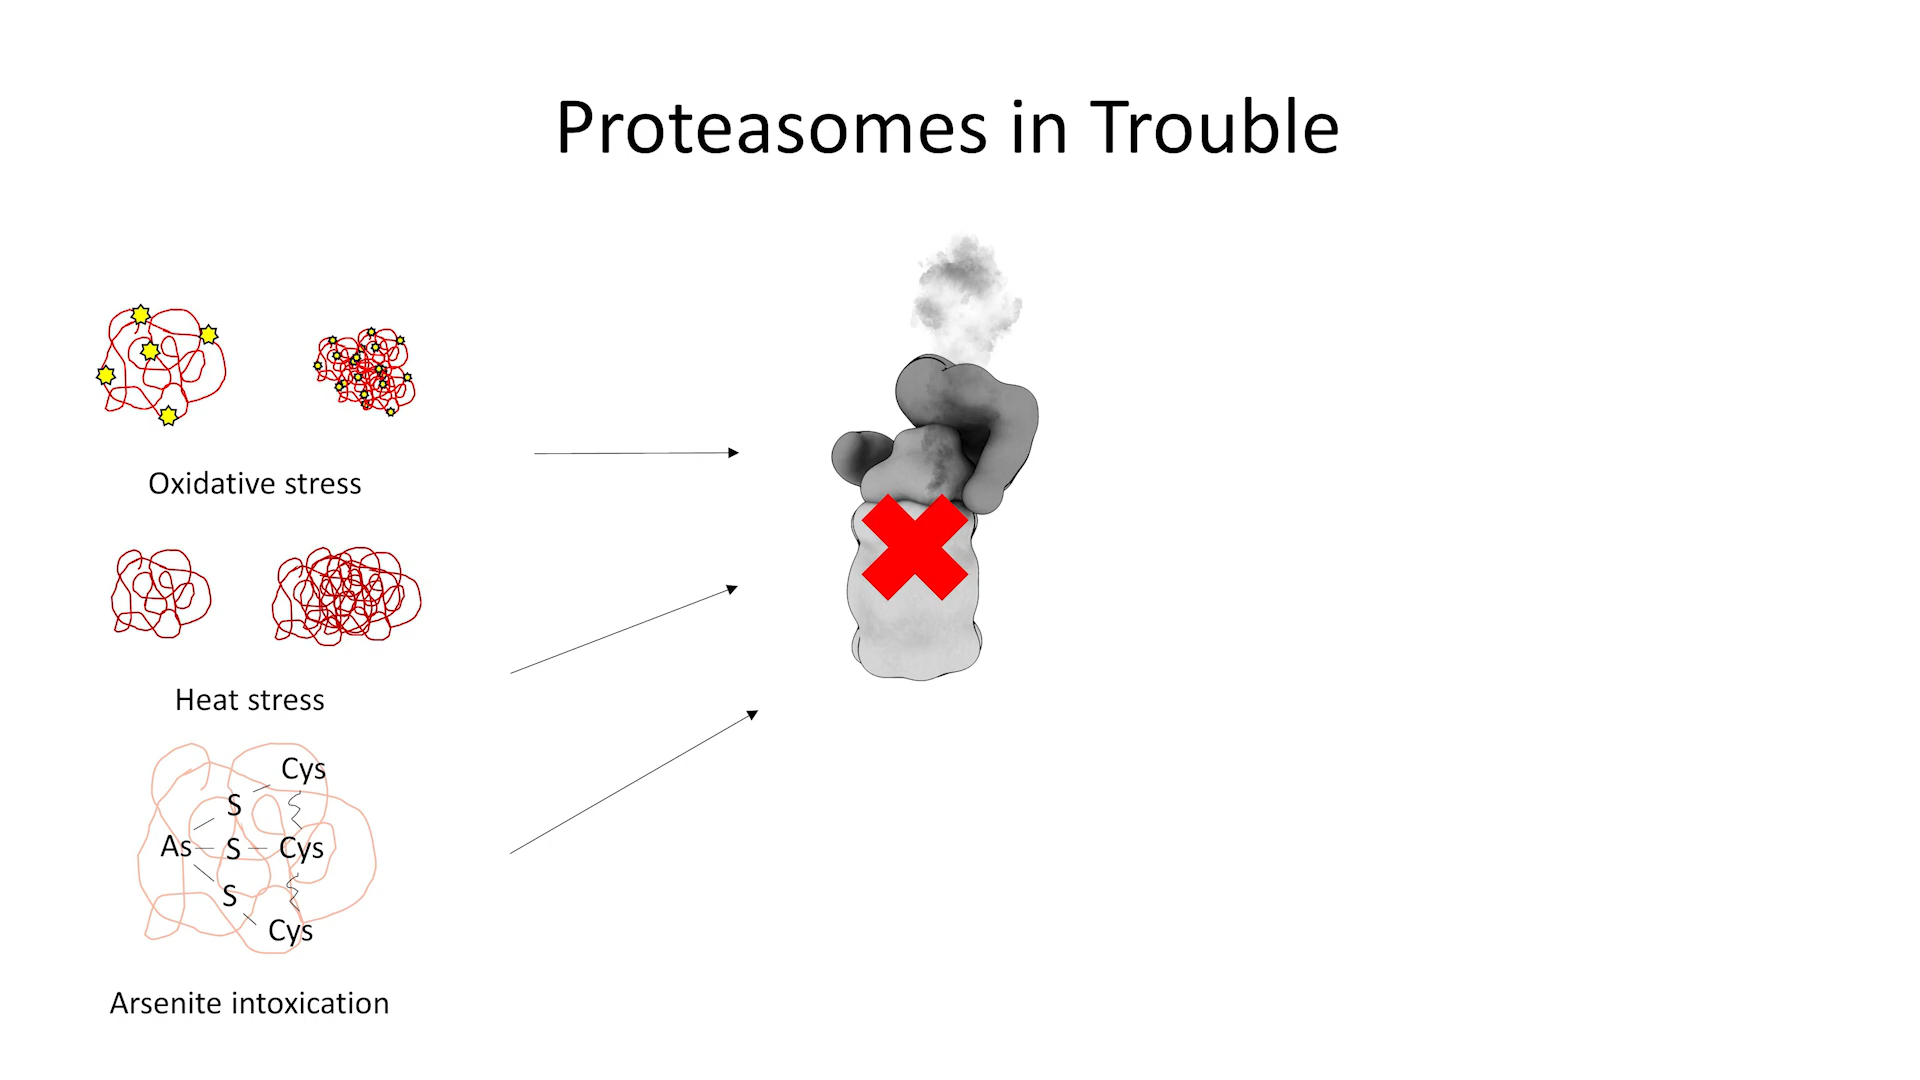 Proteasomes in Trouble
Oxidative stress
Heat stress
Cys
S
As S Cys
S
Cys
Arsenite intoxication